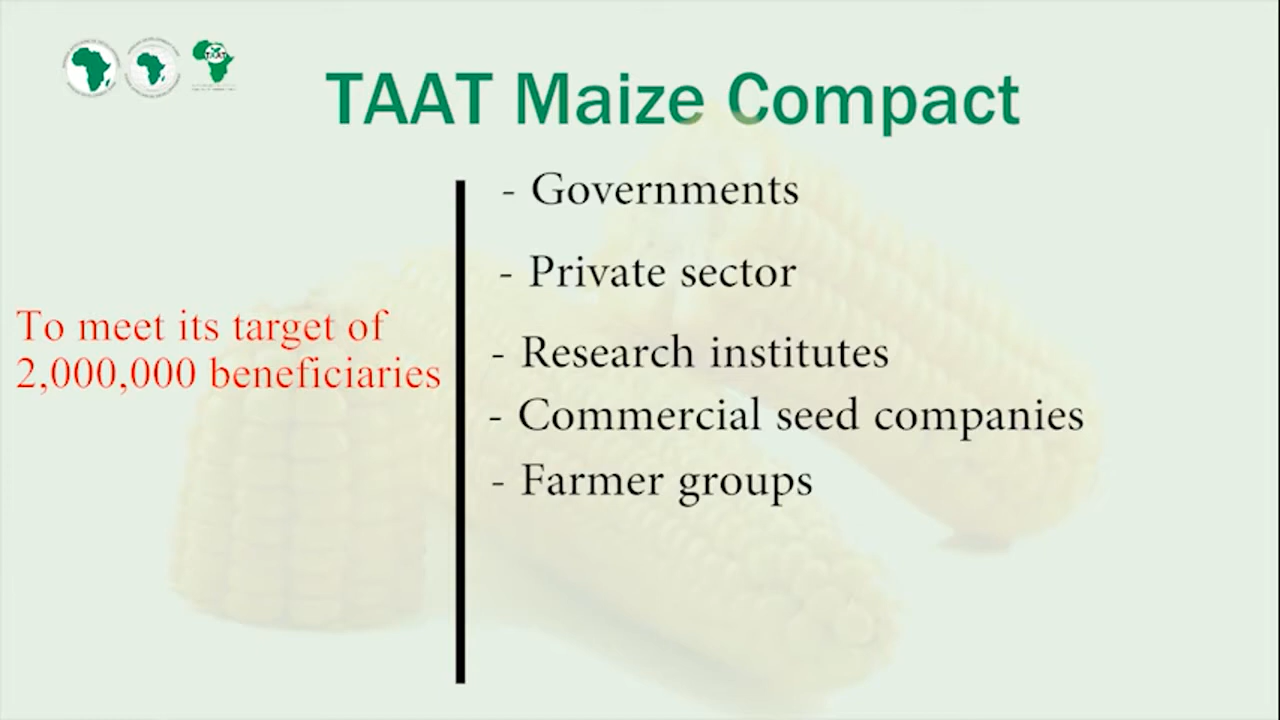 TAAT
TAAT Maize Compact
To meet its target of
2,000,000 beneficiaries
- Governments
- Private sector
- Research institutes
- Commercial seed companies
- Farmer groups